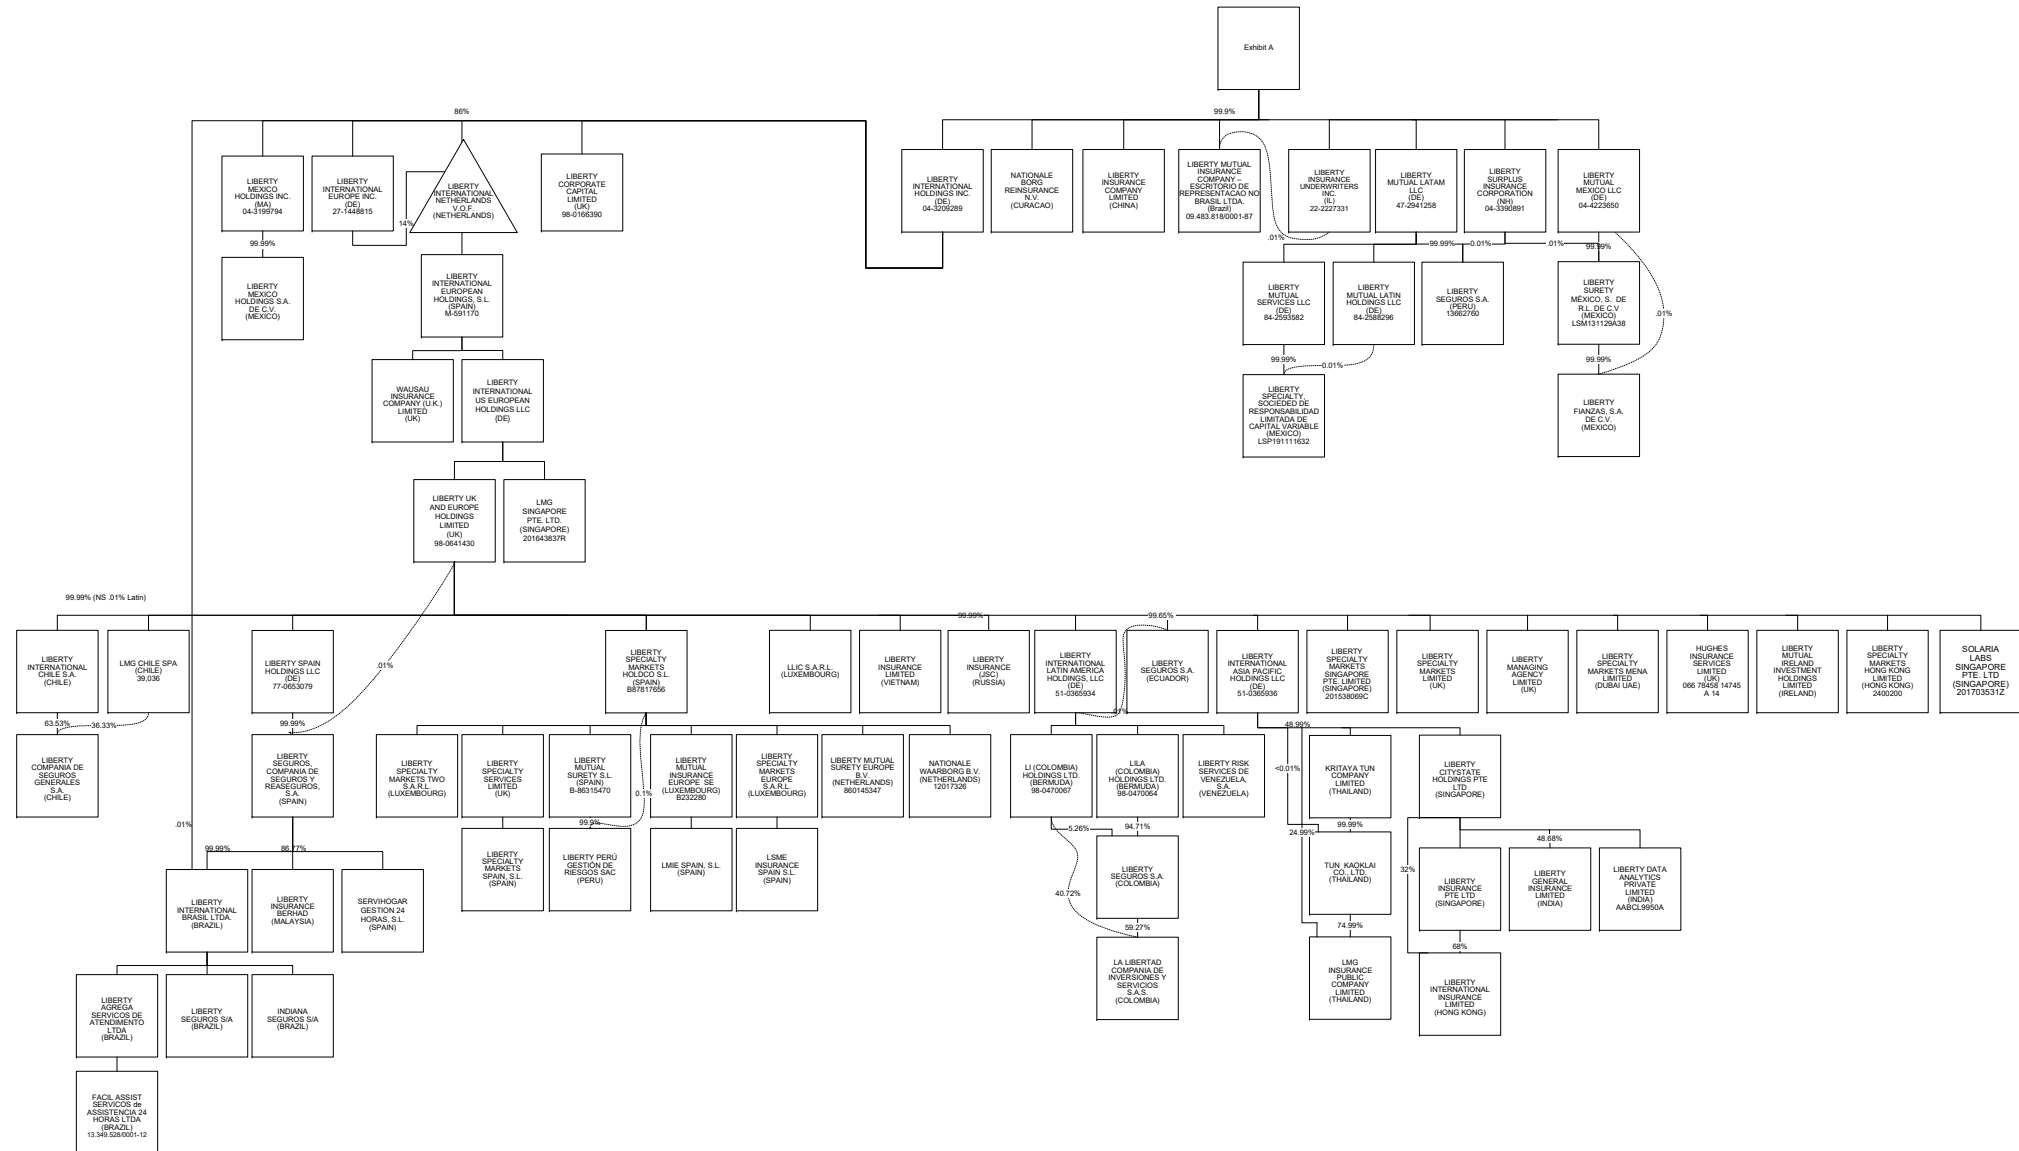 Exhibit A
86%
99.9%
LIBERTY
MEXICO
HOLDINGS INC.
(MA)
04-3199794
LIBERTY
INTERNATIONAL
EUROPE INC.
(DE)
27-1448815
14%
LIBERTY
INTERNATIONAL
NETHERLANDS
V.O.F.
(NETHERLANDS)
LIBERTY
CORPORATE
CAPITAL
LIMITED
(UK)
98-0166390
LIBERTY
INTERNATIONAL
HOLDINGS INC.
(DE)
04-3209289
NATIONALE
BORG
REINSURANCE
N.V.
(CURACAO)
LIBERTY
INSURANCE
COMPANY
LIMITED
(CHINA)
LIBERTY MUTUAL
INSURANCE
COMPANY –
ESCRITORIO DE
REPRESENTACAO NO
BRASIL LTDA.
(Brazil)
09.483.818/0001-87
.01%
LIBERTY
INSURANCE
UNDERWRITERS
INC.
(IL)
22-2227331
LIBERTY
MUTUAL LATAM
LLC
(DE)
47-2941258
LIBERTY
SURPLUS
INSURANCE
CORPORATION
(NH)
04-3390891
LIBERTY
MUTUAL
MEXICO LLC
(DE)
04-4223650
99.99%
99.99%
0.01%
.01%
99.99%
LIBERTY
MEXICO
HOLDINGS S.A.
DE C.V.
(MEXICO)
LIBERTY
INTERNATIONAL
EUROPEAN
HOLDINGS, S.L.
(SPAIN)
M-591170
LIBERTY
MUTUAL
SERVICES LLC
(DE)
84-2593582
LIBERTY
MUTUAL LATIN
HOLDINGS LLC
(DE)
84-2588296
LIBERTY
SEGUROS S.A.
(PERU)
13662760
LIBERTY
SURETY
MÉXICO, S. DE
R.L. DE C.V
(MEXICO)
LSM131129A38
.01%
99.99%
0.01%
99.99%
WAUSAU
INSURANCE
COMPANY (U.K.)
LIMITED
(UK)
LIBERTY
INTERNATIONAL
US EUROPEAN
HOLDINGS LLC
(DE)
LIBERTY
SPECIALTY,
SOCIEDED DE
RESPONSABILIDAD
LIMITADA DE
CAPITAL VARIABLE
(MEXICO)
LSP191111632
LIBERTY
FIANZAS, S.A.
DE C.V.
(MEXICO)
LIBERTY UK
AND EUROPE
HOLDINGS
LIMITED
(UK)
98-0641430
LMG
SINGAPORE
PTE. LTD.
(SINGAPORE)
201643837R
99.99% (NS .01% Latin)
99.99%
99.65%
LIBERTY
INTERNATIONAL
CHILE S.A.
(CHILE)
LMG CHILE SPA
(CHILE)
39,036
LIBERTY SPAIN
HOLDINGS LLC
(DE)
77-0653079
.01%
LIBERTY
SPECIALTY
MARKETS
HOLDCO S.L.
(SPAIN)
B87817656
LLIC S.A.R.L.
(LUXEMBOURG)
LIBERTY
INSURANCE
LIMITED
(VIETNAM)
LIBERTY
INSURANCE
(JSC)
(RUSSIA)
LIBERTY
INTERNATIONAL
LATIN AMERICA
HOLDINGS, LLC
(DE)
51-0365934
LIBERTY
SEGUROS S.A.
(ECUADOR)
LIBERTY
INTERNATIONAL
ASIA PACIFIC
HOLDINGS LLC
(DE)
51-0365936
LIBERTY
SPECIALTY
MARKETS
SINGAPORE
PTE. LIMITED
(SINGAPORE)
201538069C
LIBERTY
SPECIALTY
MARKETS
LIMITED
(UK)
LIBERTY
MANAGING
AGENCY
LIMITED
(UK)
LIBERTY
SPECIALTY
MARKETS MENA
LIMITED
(DUBAI UAE)
HUGHES
INSURANCE
SERVICES
LIMITED
(UK)
066 78458 14745
A 14
LIBERTY
MUTUAL
IRELAND
INVESTMENT
HOLDINGS
LIMITED
(IRELAND)
LIBERTY
SPECIALTY
MARKETS
HONG KONG
LIMITED
(HONG KONG)
2400200
SOLARIA
LABS
SINGAPORE
PTE. LTD
(SINGAPORE)
201703531Z
63.53%
36.33%
99.99%
.01%
48.99%
LIBERTY
COMPANIA DE
SEGUROS
GENERALES
S.A.
(CHILE)
LIBERTY
SEGUROS,
COMPANIA DE
SEGUROS Y
REASEGUROS,
S.A.
(SPAIN)
LIBERTY
SPECIALTY
MARKETS TWO
S.A.R.L.
(LUXEMBOURG)
LIBERTY
SPECIALTY
SERVICES
LIMITED
(UK)
LIBERTY
MUTUAL
SURETY S.L.
(SPAIN)
B-86315470
0.1%
LIBERTY
MUTUAL
INSURANCE
EUROPE SE
(LUXEMBOURG)
B232280
LIBERTY
SPECIALTY
MARKETS
EUROPE
S.A.R.L.
(LUXEMBOURG)
LIBERTY MUTUAL
SURETY EUROPE
B.V.
(NETHERLANDS)
860145347
NATIONALE
WAARBORG B.V.
(NETHERLANDS)
12017326
LI (COLOMBIA)
HOLDINGS LTD.
(BERMUDA)
98-0470067
LILA
(COLOMBIA)
HOLDINGS LTD.
(BERMUDA)
98-0470064
LIBERTY RISK
SERVICES DE
VENEZUELA,
S.A.
(VENEZUELA)
<0.01%
KRITAYA TUN
COMPANY
LIMITED
(THAILAND)
LIBERTY
CITYSTATE
HOLDINGS PTE
LTD
(SINGAPORE)
.01%
99.9%
5.26%
94.71%
24.99%
99.99%
48.68%
99.99%
86.77%
LIBERTY
SPECIALTY
MARKETS
SPAIN, S.L.
(SPAIN)
LIBERTY PERÚ
GESTIÓN DE
RIESGOS SAC
(PERU)
LMIE SPAIN, S.L.
(SPAIN)
LSME
INSURANCE
SPAIN S.L.
(SPAIN)
LIBERTY
SEGUROS S.A.
(COLOMBIA)
TUN KAOKLAI
CO., LTD.
(THAILAND)
32%
LIBERTY
INSURANCE
PTE LTD
(SINGAPORE)
LIBERTY
GENERAL
INSURANCE
LIMITED
(INDIA)
LIBERTY DATA
ANALYTICS
PRIVATE
LIMITED
(INDIA)
AABCL9950A
LIBERTY
INTERNATIONAL
BRASIL LTDA.
(BRAZIL)
LIBERTY
INSURANCE
BERHAD
(MALAYSIA)
SERVIHOGAR
GESTION 24
HORAS, S.L.
(SPAIN)
40.72%
59.27%
74.99%
68%
LA LIBERTAD
COMPANIA DE
INVERSIONES Y
SERVICIOS
S.A.S.
(COLOMBIA)
LMG
INSURANCE
PUBLIC
COMPANY
LIMITED
(THAILAND)
LIBERTY
INTERNATIONAL
INSURANCE
LIMITED
(HONG KONG)
LIBERTY
AGREGA
SERVICOS DE
ATENDIMENTO
LTDA
(BRAZIL)
LIBERTY
SEGUROS S/A
(BRAZIL)
INDIANA
SEGUROS S/A
(BRAZIL)
FACIL ASSIST
SERVICOS de
ASSISTENCIA 24
HORAS LTDA
(BRAZIL)
13.349.528/0001-12